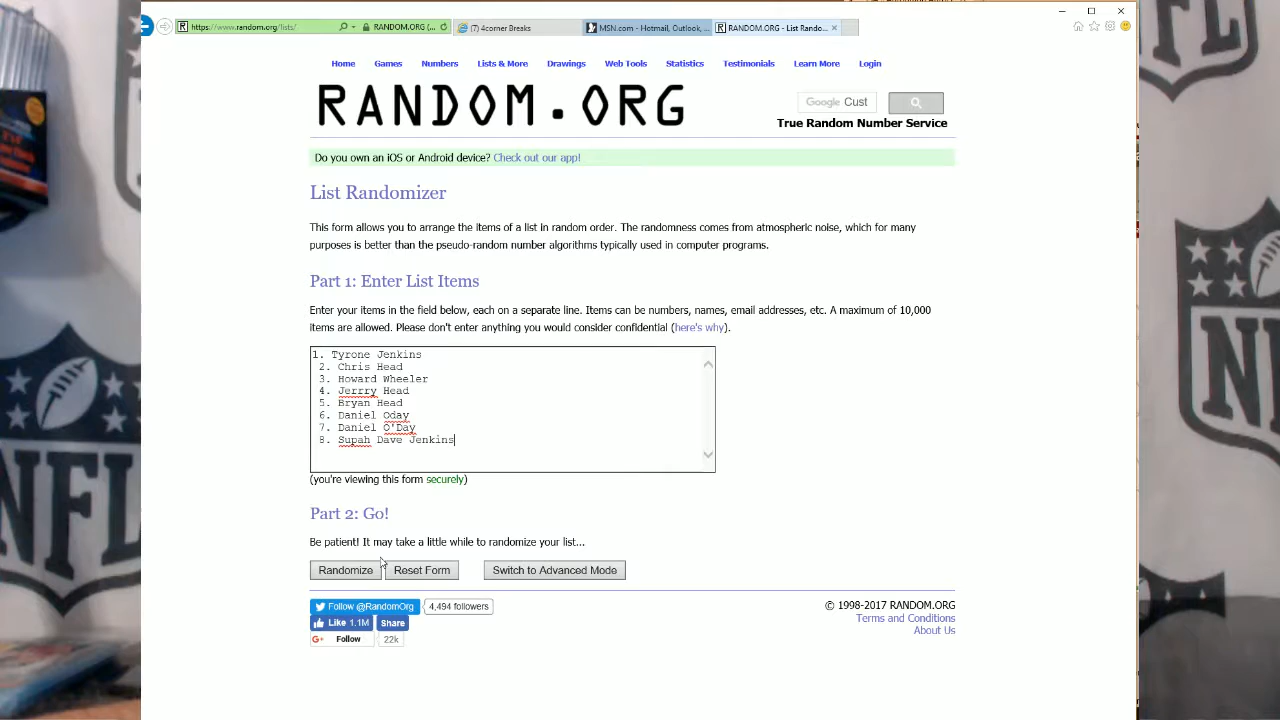 https://www.random.org/lists/
RANDOM.ORG (...
(7) 4corner Breaks
MSN.com - Hotmail, Outlook, ...
RANDOM.ORG - List Rando...
Home Games Numbers Lists & More Drawings Web Tools Statistics Testimonials Learn More Login
RANDOM.ORG
Google Cust
True Random Number Service
Do you own an iOS or Android device? Check out our app!
List Randomizer
This form allows you to arrange the items of a list in random order. The randomness comes from atmospheric noise, which for many
purposes is better than the pseudo-random number algorithms typically used in computer programs.
Part 1: Enter List Items
Enter your items in the field below, each on a separate line. Items can be numbers, names, email addresses, etc. A maximum of 10,000
items are allowed. Please don't enter anything you would consider confidential (here's why).
1. Tyrone Jenkins
2. Chris Head
3. Howard Wheeler
4. Jerrry Head
5. Bryan Head
6. Daniel Oday
7. Daniel O'Day
8. Supah Dave Jenkins
(you're viewing this form securely)
Part 2: Go!
Be patient! It may take a little while to randomize your list...
Randomize Reset Form Switch to Advanced Mode
Follow @RandomOrg 4,494 followers
Like 1.1M Share
G+ Follow 22k
© 1998-2017 RANDOM.ORG
Terms and Conditions
About Us
NFL
NFL